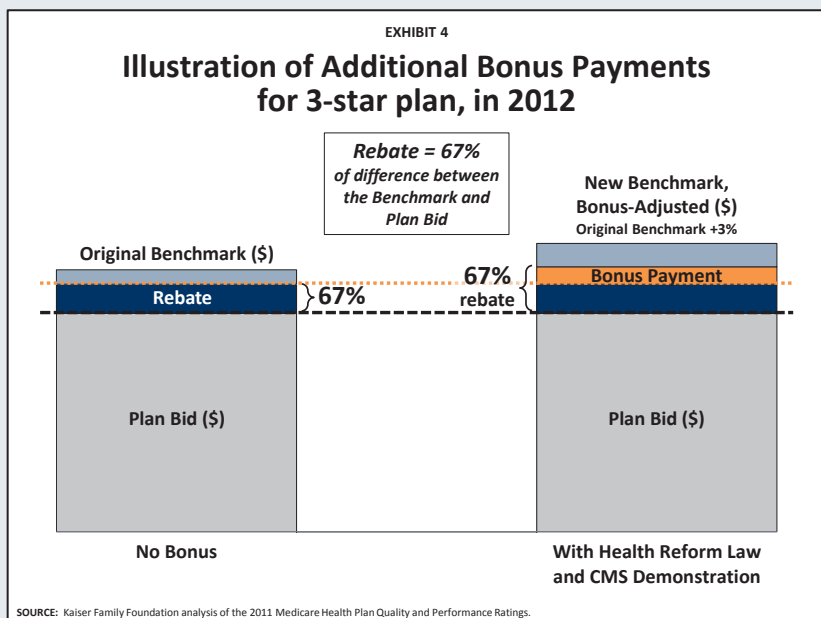 EXHIBIT 4
Illustration of Additional Bonus Payments
for 3-star plan, in 2012
Rebate = 67%
of difference between
the Benchmark and
Plan Bid
New Benchmark,
Bonus-Adjusted ($)
Original Benchmark +3%
Original Benchmark ($)
Rebate
67%
67%
rebate
Bonus Payment
Plan Bid ($)
Plan Bid ($)
No Bonus
With Health Reform Law
and CMS Demonstration
SOURCE: Kaiser Family Foundation analysis of the 2011 Medicare Health Plan Quality and Performance Ratings.